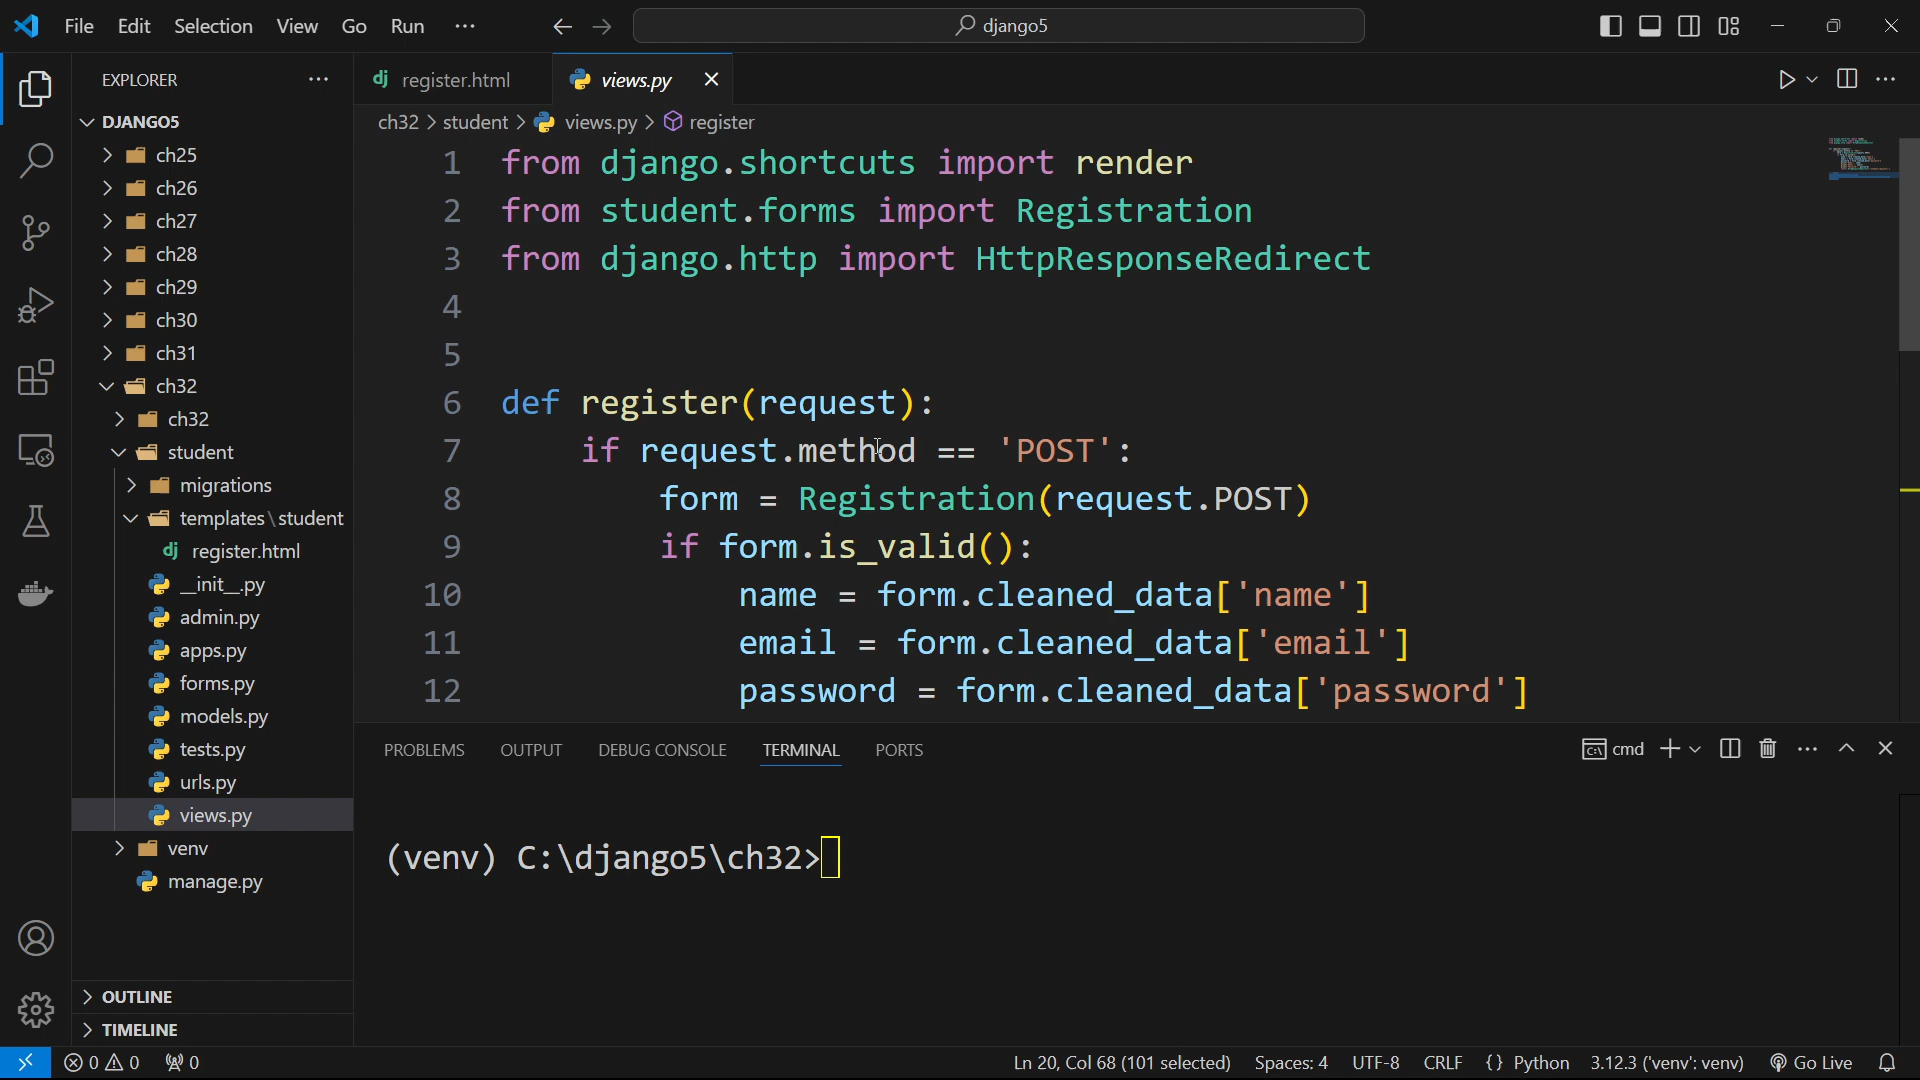 File Edit Selection View Go Run ··· django5
EXPLORER ···
DJANGO5
ch25
ch26
ch27
ch28
ch29
ch30
ch31
ch32
ch32
student
migrations
templates\student
register.html
__init__.py
admin.py
apps.py
forms.py
models.py
tests.py
urls.py
views.py
venv
manage.py
OUTLINE
TIMELINE
register.html views.py
ch32 > student > views.py > register
1 from django.shortcuts import render
2 from student.forms import Registration
3 from django.http import HttpResponseRedirect
4
5
6 def register(request):
7 if request.method == 'POST':
8 form = Registration(request.POST)
9 if form.is_valid():
10 name = form.cleaned_data['name']
11 email = form.cleaned_data['email']
12 password = form.cleaned_data['password']
PROBLEMS OUTPUT DEBUG CONSOLE TERMINAL PORTS cmd
(venv) C:\django5\ch32>
0 0 0 Ln 20, Col 68 (101 selected) Spaces: 4 UTF-8 CRLF {} Python 3.12.3 ('venv': venv) Go Live